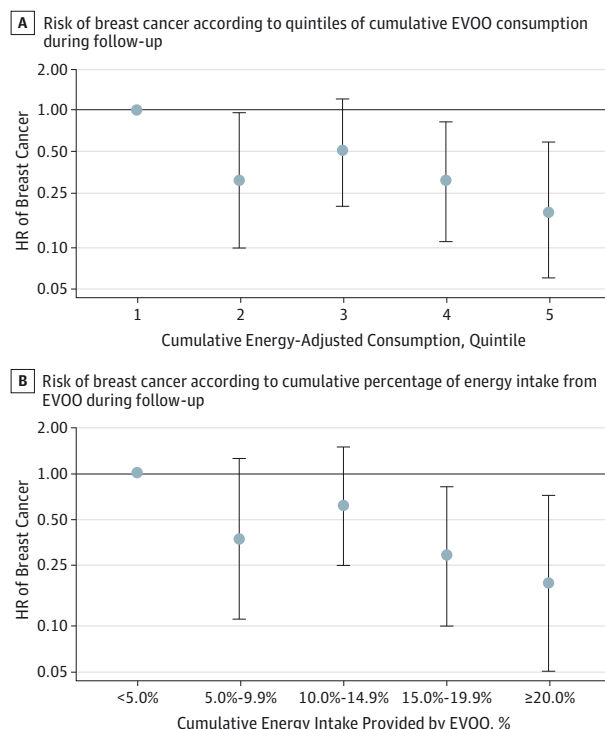 A Risk of breast cancer according to quintiles of cumulative EVOO consumption
during follow-up
2.00
1.00
0.50
0.25
0.10
0.05
HR of Breast Cancer
1 2 3 4 5
Cumulative Energy-Adjusted Consumption, Quintile
B Risk of breast cancer according to cumulative percentage of energy intake from
EVOO during follow-up
2.00
1.00
0.50
0.25
0.10
0.05
HR of Breast Cancer
<5.0% 5.0%-9.9% 10.0%-14.9% 15.0%-19.9% ≥20.0%
Cumulative Energy Intake Provided by EVOO, %